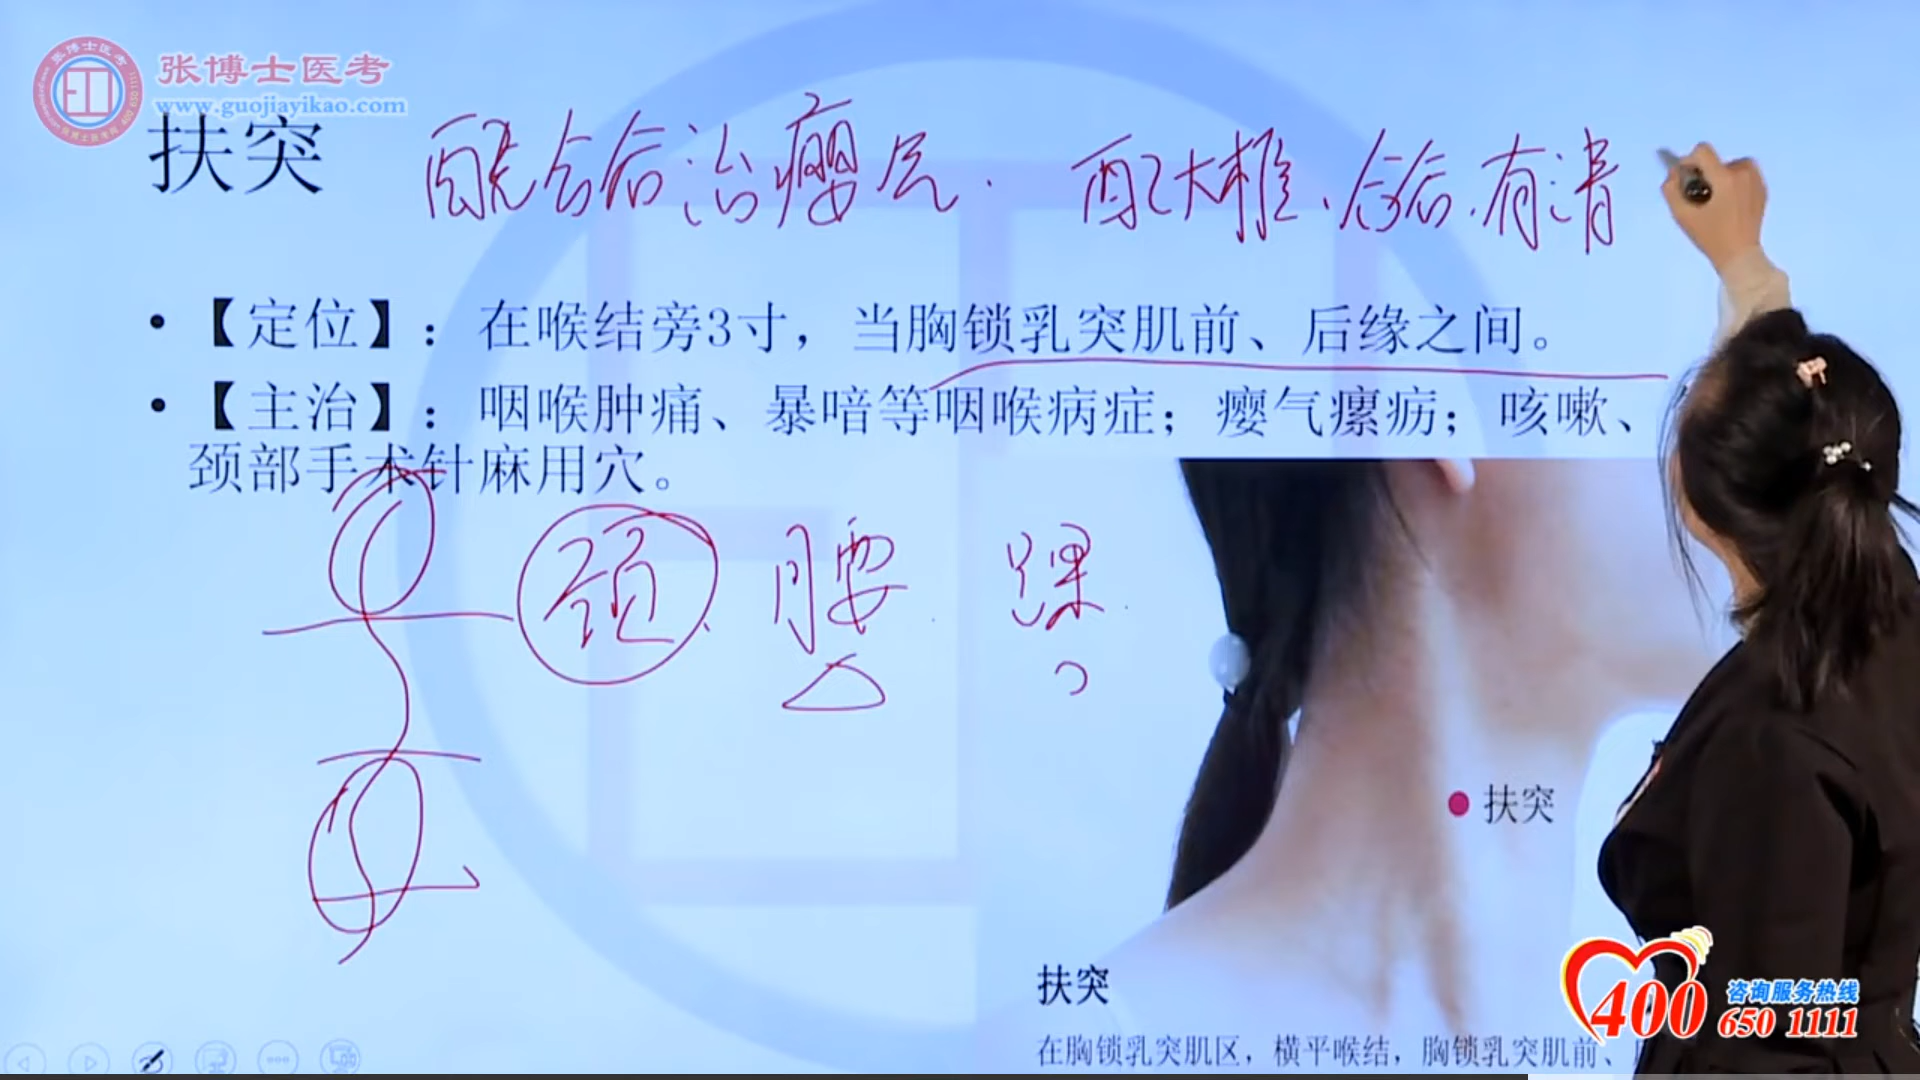 张博士医考
www.guojiayikao.com
扶突
配合谷治瘿气. 配大椎、合谷.有清
•【定位】：在喉结旁3寸，当胸锁乳突肌前、后缘之间。
•【主治】：咽喉肿痛、暴喑等咽喉病症；瘿气瘰疬；咳嗽、
颈部手术针麻用穴。
颈. 腰. 踝.
扶突
扶突
在胸锁乳突肌区，横平喉结，胸锁乳突肌前、
400 咨询服务热线
650 1111